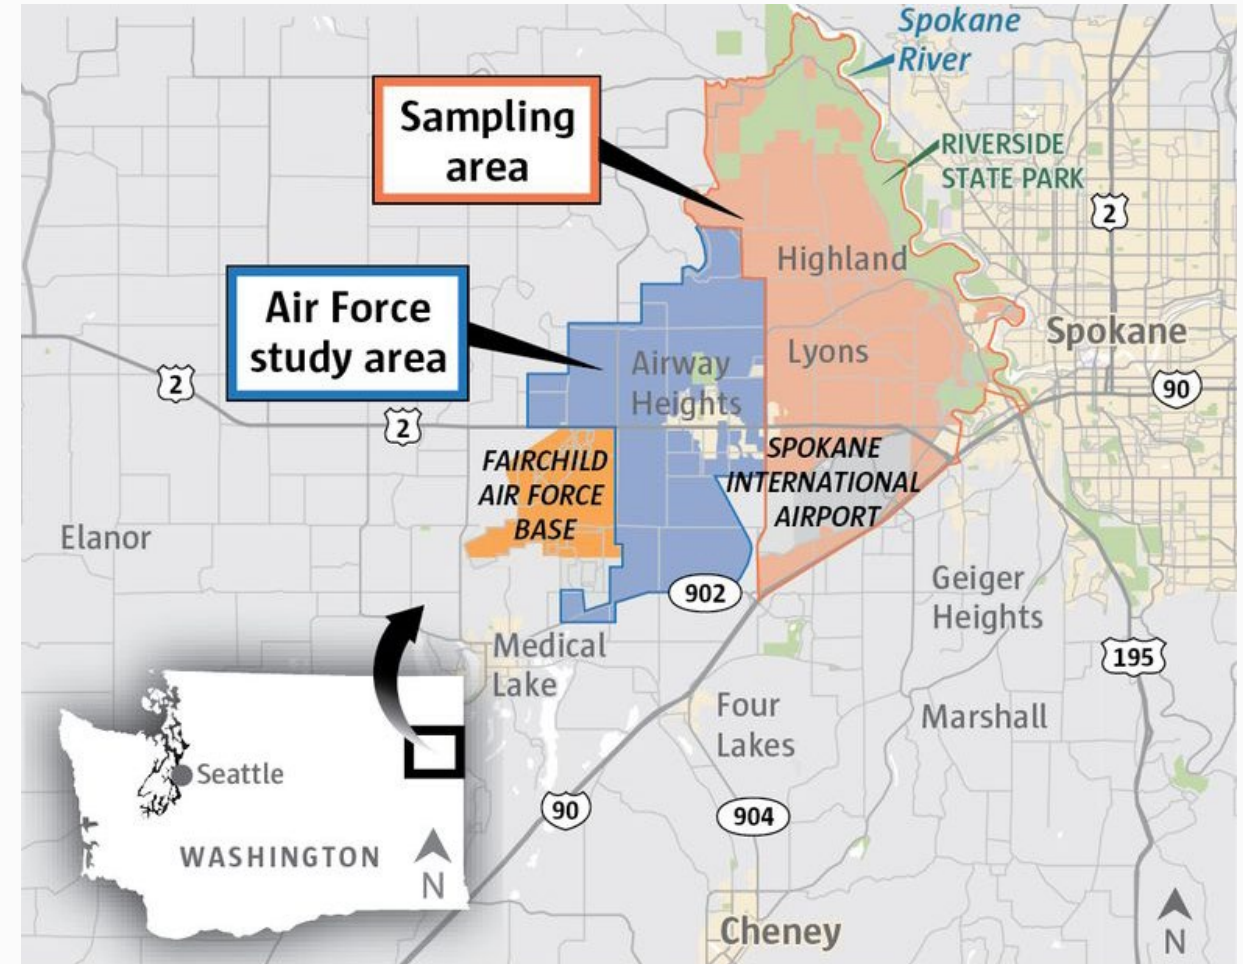 Spokane
River
Sampling
area
RIVERSIDE
STATE PARK
2
Highland
Air Force
study area
Spokane
Airway
Heights
Lyons
2
90
2
FAIRCHILD
AIR FORCE
BASE
SPOKANE
INTERNATIONAL
AIRPORT
Elanor
902
Geiger
Heights
Medical
Lake
195
Four
Lakes
Marshall
Seattle
90
904
WASHINGTON
N
Cheney
N